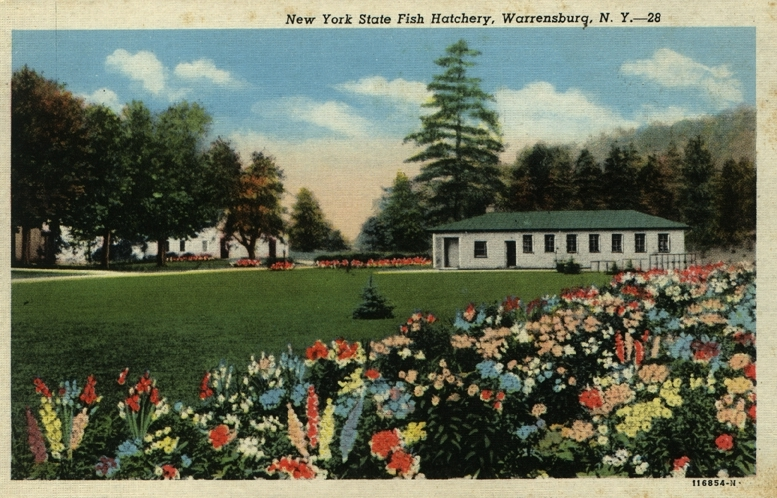 New York State Fish Hatchery, Warrensburg, N. Y.—28
116854-N